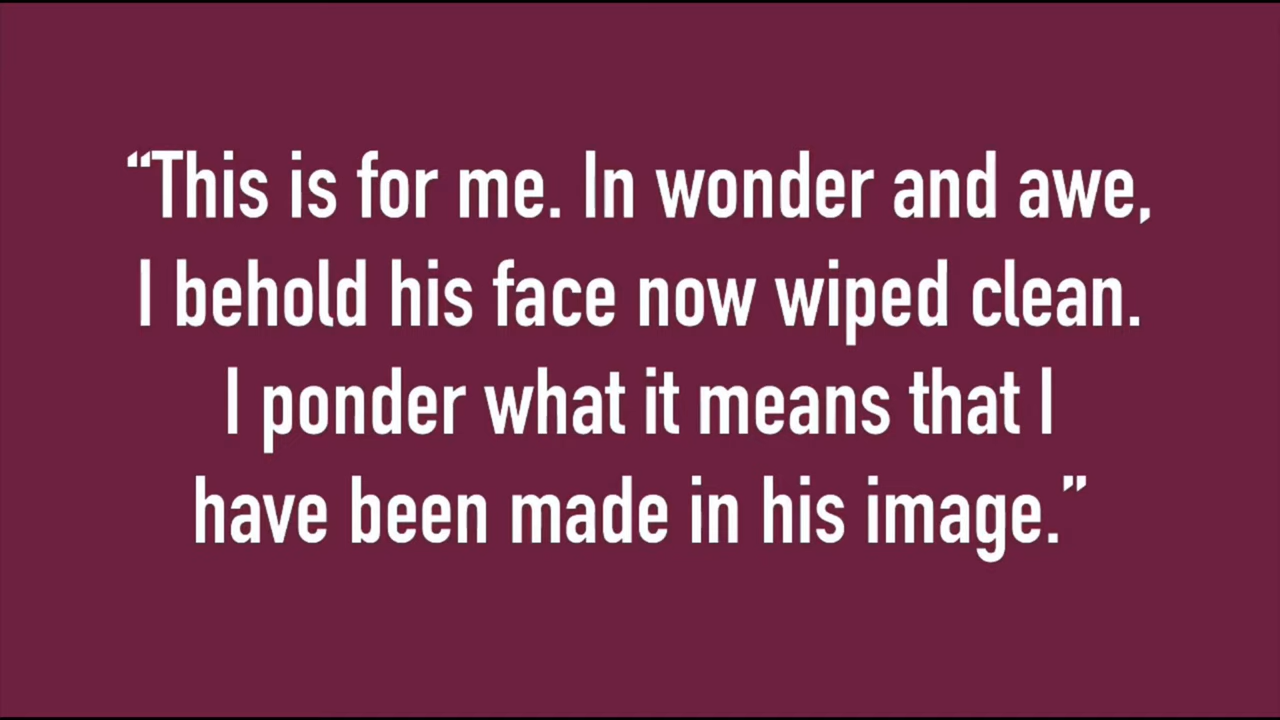 “This is for me. In wonder and awe,
I behold his face now wiped clean.
I ponder what it means that I
have been made in his image.”